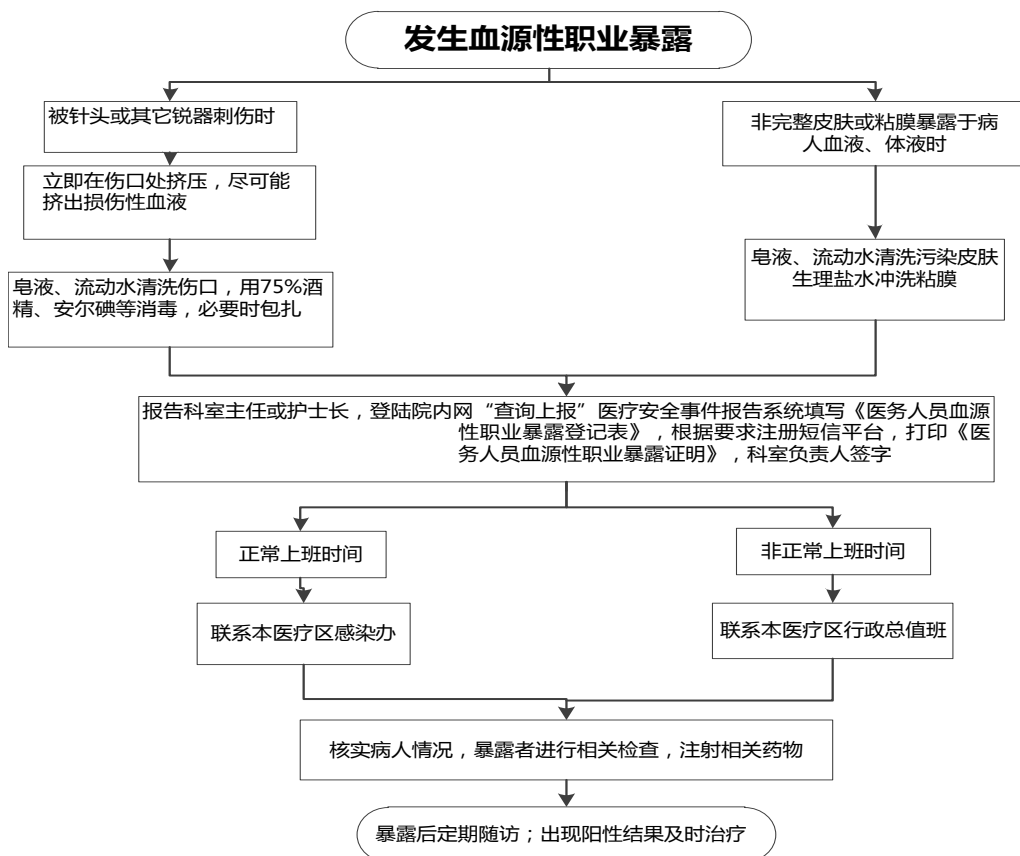 发生血源性职业暴露
被针头或其它锐器刺伤时
非完整皮肤或粘膜暴露于病
人血液、体液时
立即在伤口处挤压，尽可能
挤出损伤性血液
皂液、流动水清洗伤口，用75%酒
精、安尔碘等消毒，必要时包扎
皂液、流动水清洗污染皮肤
生理盐水冲洗粘膜
报告科室主任或护士长，登陆院内网“查询上报”医疗安全事件报告系统填写《医务人员血源
性职业暴露登记表》，根据要求注册短信平台，打印《医
务人员血源性职业暴露证明》，科室负责人签字
正常上班时间
非正常上班时间
联系本医疗区感染办
联系本医疗区行政总值班
核实病人情况，暴露者进行相关检查，注射相关药物
暴露后定期随访；出现阳性结果及时治疗